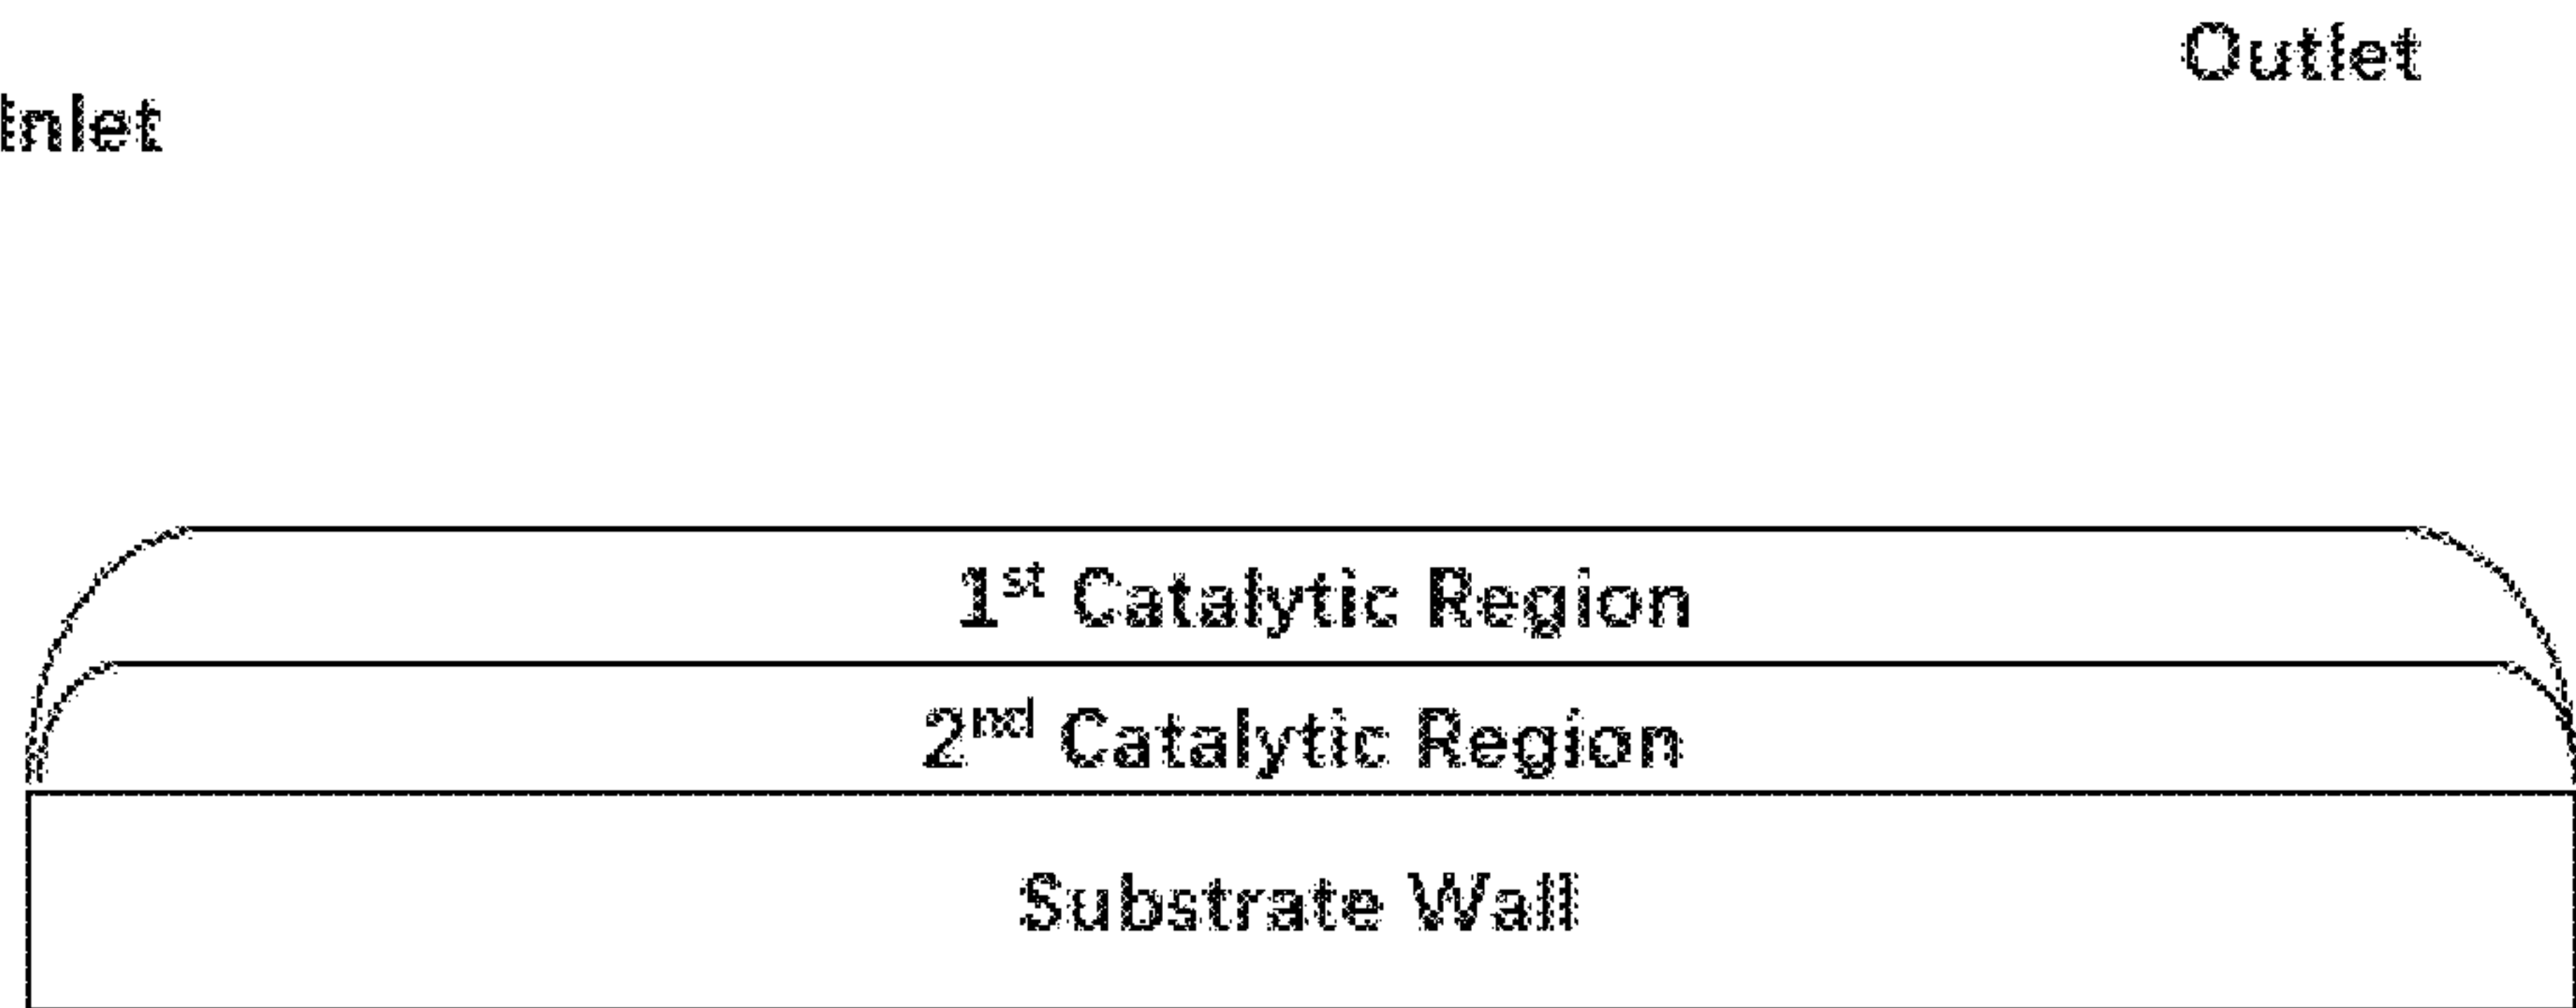 Outlet
Inlet
1st Catalytic Region
2nd Catalytic Region
Substrate Wall